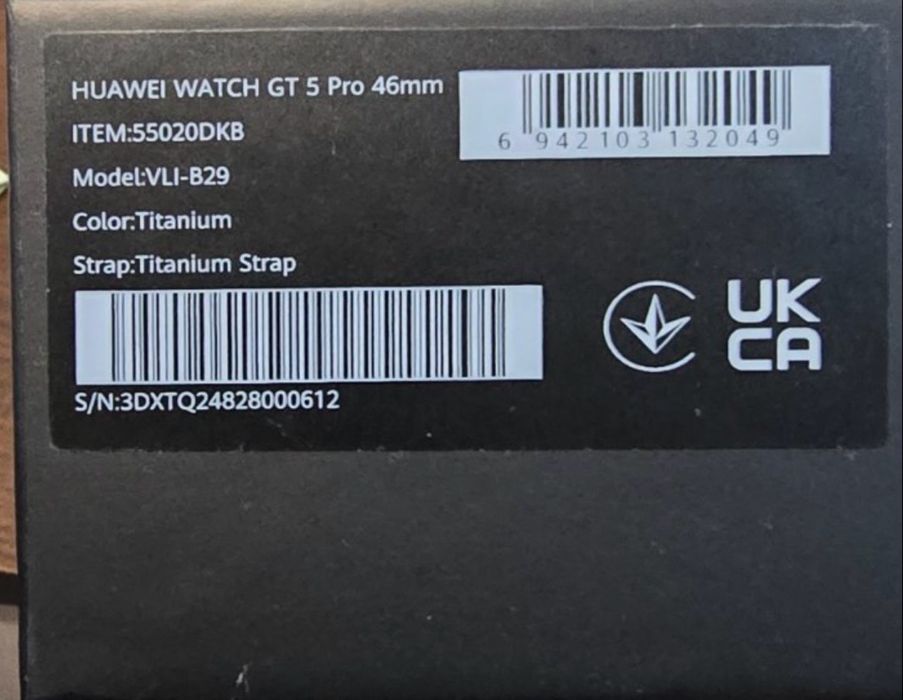 HUAWEI WATCH GT 5 Pro 46mm
ITEM:55020DKB
Model:VLI-B29
Color:Titanium
Strap:Titanium Strap
S/N:3DXTQ24828000612
6 942103 132049
UK
CA